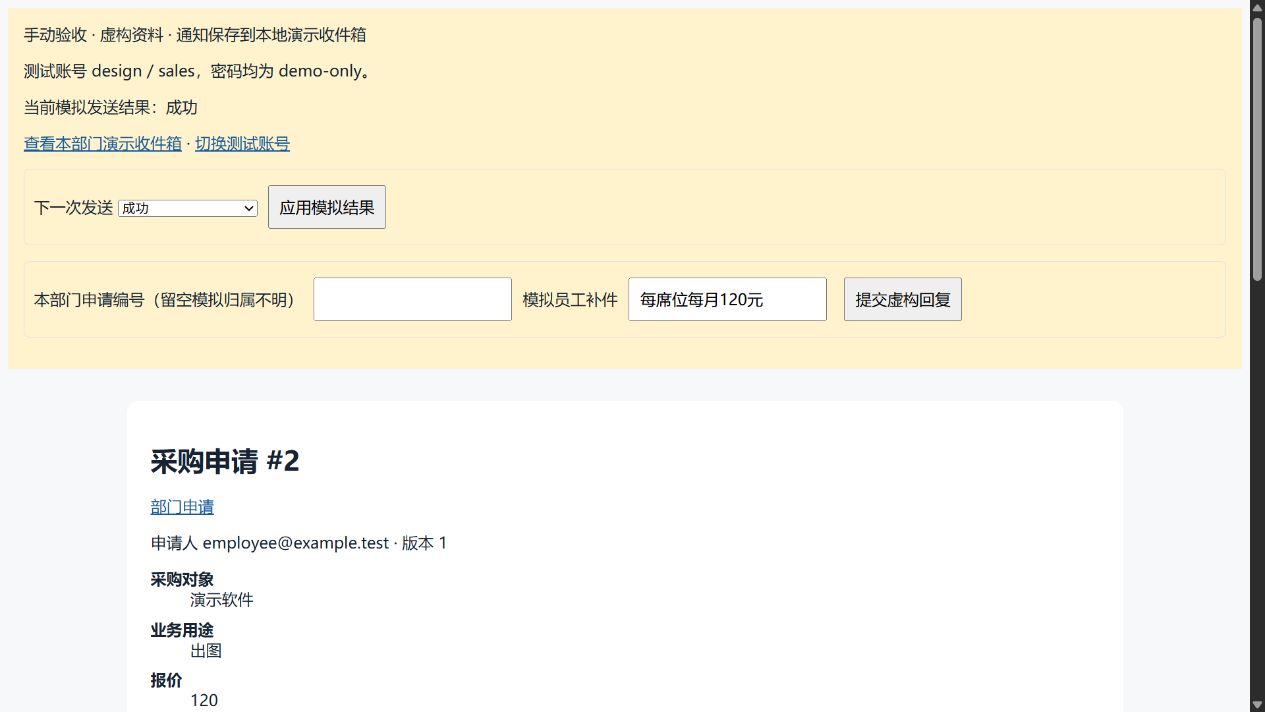 手动验收 · 虚构资料 · 通知保存到本地演示收件箱
测试账号 design / sales，密码均为 demo-only。
当前模拟发送结果：成功
查看本部门演示收件箱 · 切换测试账号
下一次发送 成功 应用模拟结果
本部门申请编号（留空模拟归属不明） 模拟员工补件 每席位每月120元 提交虚构回复
采购申请 #2
部门申请
申请人 employee@example.test · 版本 1
采购对象
演示软件
业务用途
出图
报价
120